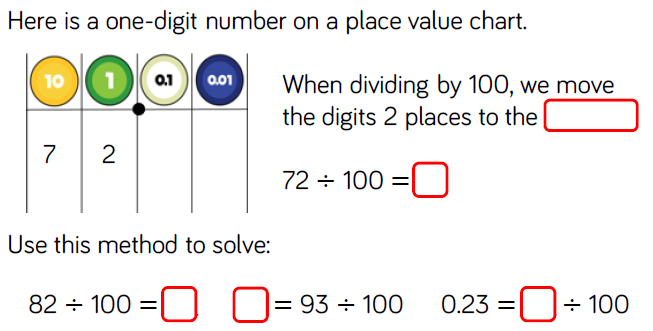 Here is a one-digit number on a place value chart.
10 1 0.1 0.01
7 2
When dividing by 100, we move
the digits 2 places to the
72 ÷ 100 =
Use this method to solve:
82 ÷ 100 = = 93 ÷ 100 0.23 = ÷ 100